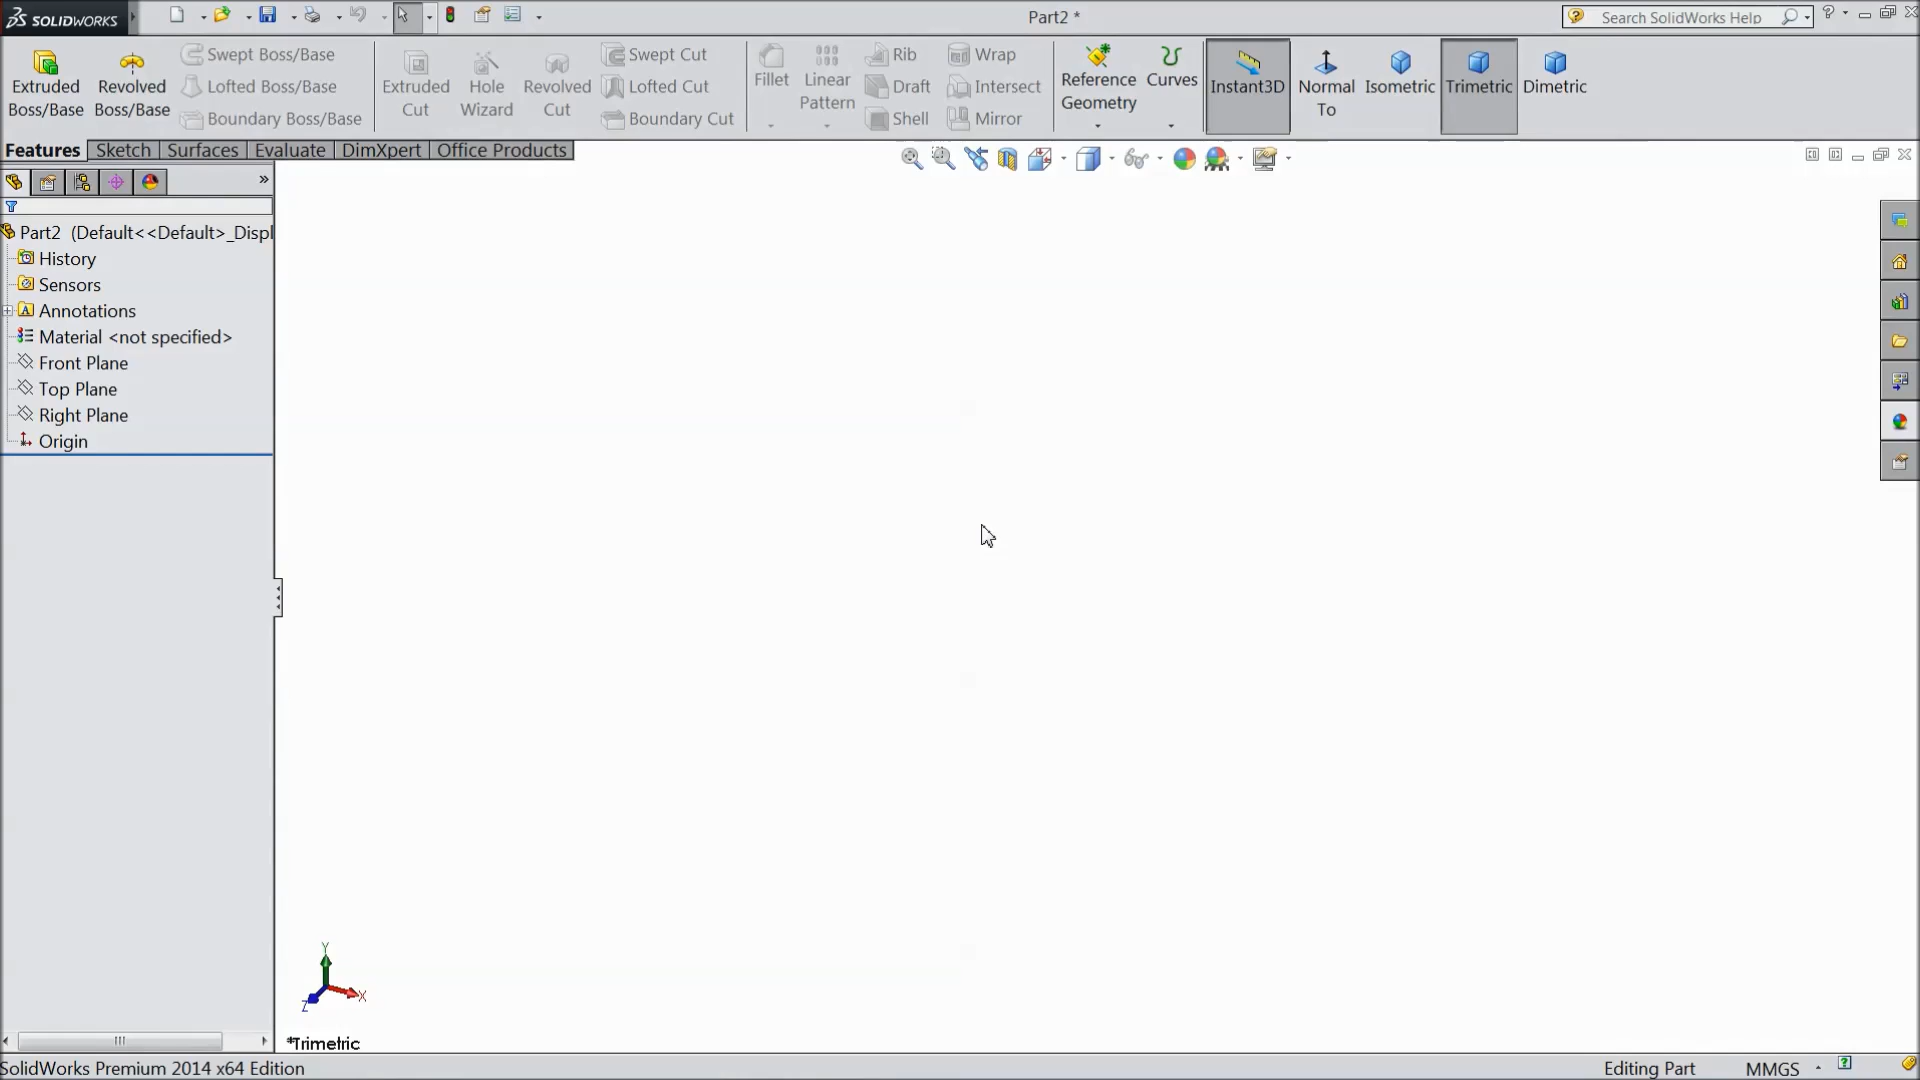 SOLIDWORKS
Part2 *
Search SolidWorks Help
Extruded Boss/Base
Revolved Boss/Base
Swept Boss/Base
Lofted Boss/Base
Boundary Boss/Base
Extruded Cut
Hole Wizard
Revolved Cut
Swept Cut
Lofted Cut
Boundary Cut
Fillet
Linear Pattern
Rib
Draft
Shell
Wrap
Intersect
Mirror
Reference Geometry
Curves
Instant3D
Normal To
Isometric
Trimetric
Dimetric
Features
Sketch
Surfaces
Evaluate
DimXpert
Office Products
Part2 (Default<<Default>_Displ
History
Sensors
Annotations
Material <not specified>
Front Plane
Top Plane
Right Plane
Origin
Y
X
Z
*Trimetric
SolidWorks Premium 2014 x64 Edition
Editing Part
MMGS